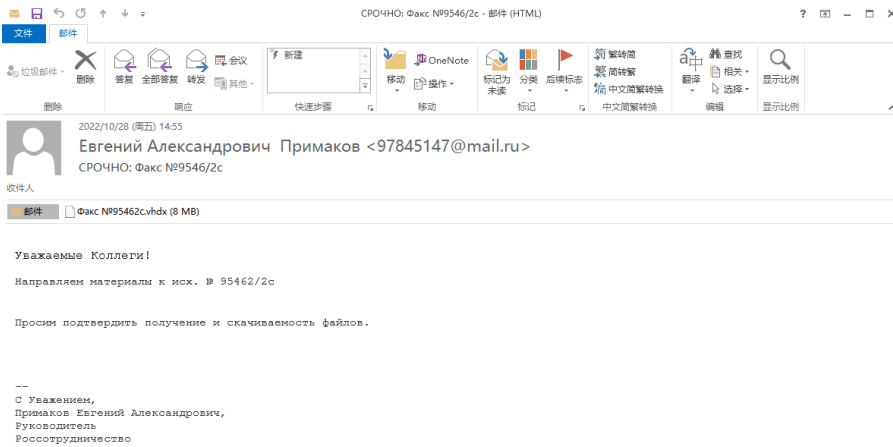 СРОЧНО: Факс №9546/2с - 邮件 (HTML)
文件 邮件
垃圾邮件
删除
答复 全部答复 转发
会议
其他
新建
移动
OneNote
操作
标记为未读
分类 后续标志
简 繁转简
繁 简转繁
简 中文简繁转换
翻译
查找
相关
选择
显示比例
删除 响应 快速步骤 移动 标记 中文简繁转换 编辑 显示比例
2022/10/28 (周五) 14:55
Евгений Александрович Примаков <97845147@mail.ru>
СРОЧНО: Факс №9546/2с
收件人
邮件 Факс №95462с.vhdx (8 MB)
Уважаемые Коллеги!
Направляем материалы к исх. № 95462/2с
Просим подтвердить получение и скачиваемость файлов.
--
С Уважением,
Примаков Евгений Александрович,
Руководитель
Россотрудничество